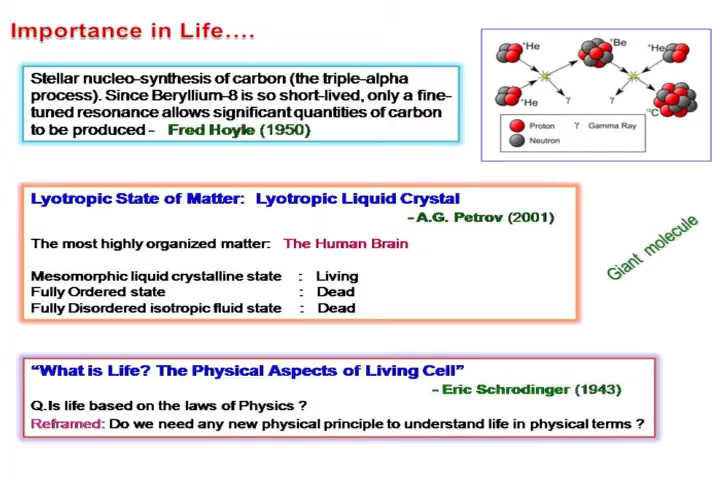 Importance in Life....
Stellar nucleo-synthesis of carbon (the triple-alpha
process). Since Beryllium-8 is so short-lived, only a fine-
tuned resonance allows significant quantities of carbon
to be produced - Fred Hoyle (1950)
⁴He
⁸Be
⁴He
⁴He
γ
γ
¹²C
Proton
γ Gamma Ray
Neutron
Lyotropic State of Matter: Lyotropic Liquid Crystal
- A.G. Petrov (2001)
The most highly organized matter: The Human Brain
Mesomorphic liquid crystalline state : Living
Fully Ordered state : Dead
Fully Disordered isotropic fluid state : Dead
Giant molecule
“What is Life? The Physical Aspects of Living Cell”
- Eric Schrodinger (1943)
Q. Is life based on the laws of Physics ?
Reframed: Do we need any new physical principle to understand life in physical terms ?